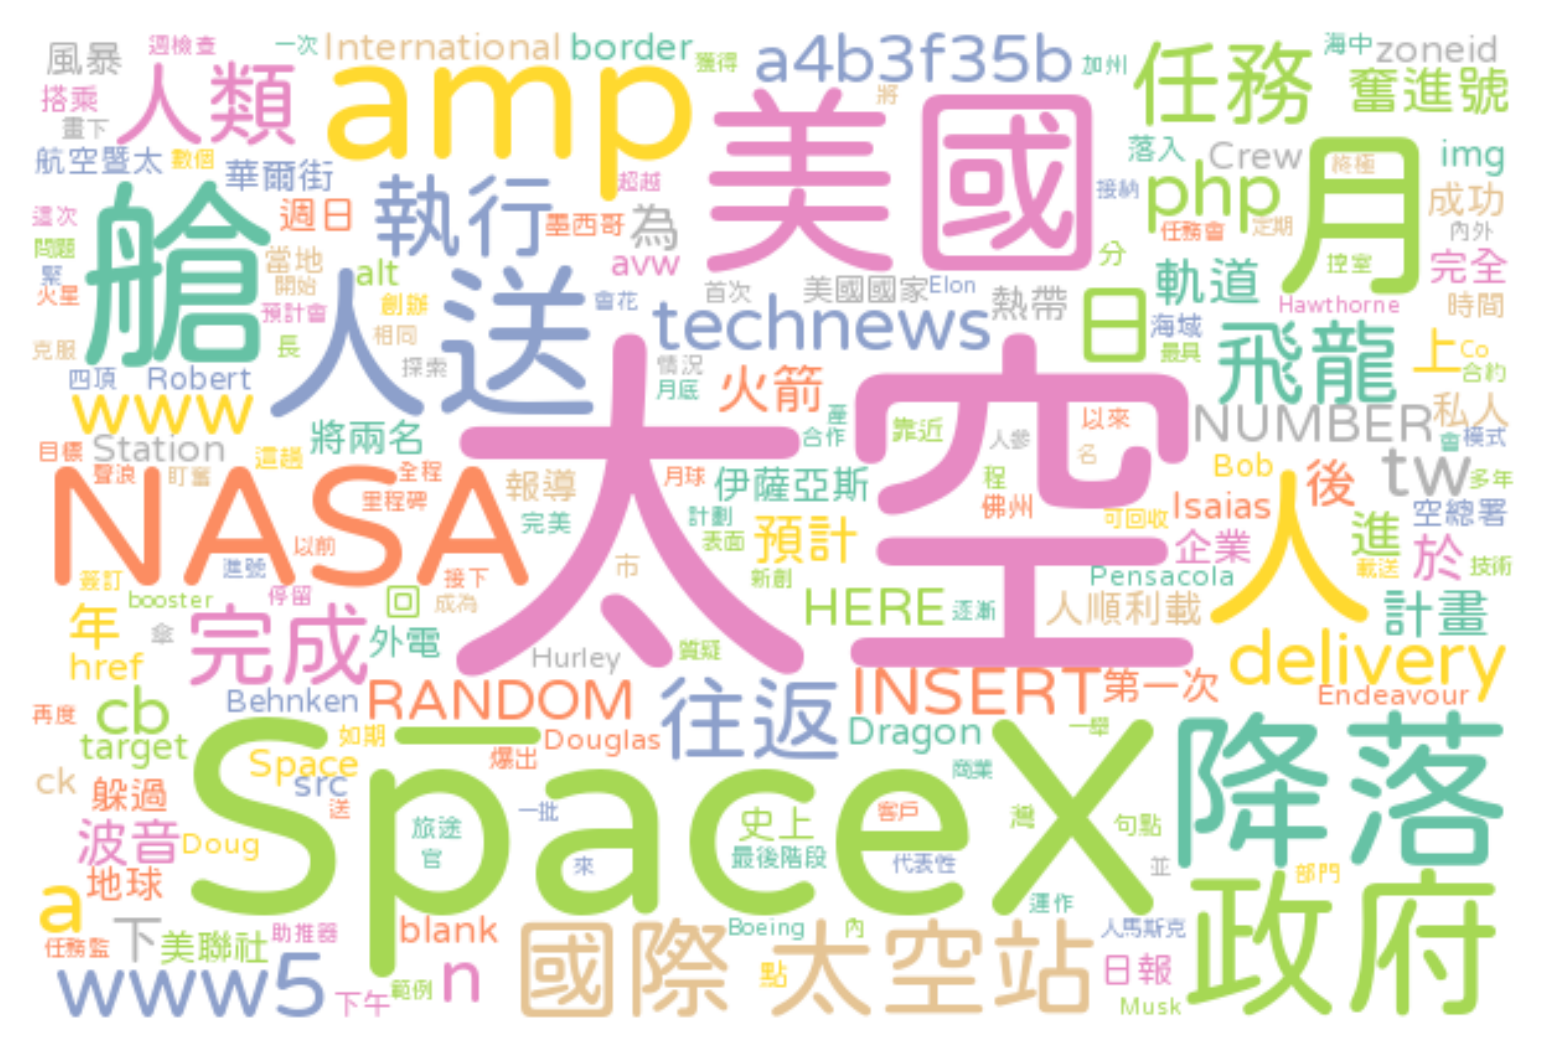 風暴
週檢查
一次
International
border
獲得
a4b3f35b
加州
海中
zoneid
搭乘
人類
amp
將
任務
奮進號
畫下
美國
航空暨太
數個
華爾街
超越
落入
Crew
終極
img
艙
執行
接納
php
月
成功
這次
週日
墨西哥
為
任務會
定期
內外
問題
當地
alt
avw
分
控室
完全
緊
開始
首次
美國國家
Elon
熱帶
軌道
Hawthorne
時間
火星
預計會
人送
創辦
會花
technews
日
海域
克服
長
相同
探索
情況
最具
飛龍
上
Co
合約
四頂
Robert
月底
火箭
太空
www
將兩名
產
合作
靠近
人參
以來
NUMBER
私人
會
模式
目標
Station
這趟
名
聲浪
盯奮
全程
報導
月球
伊薩亞斯
程
Bob
後
tw
多年
NASA
里程碑
完美
計劃
佛州
可回收
Isaias
人
進
空總署
以前
表面
預計
企業
於
技術
進號
接下
市
新創
Pensacola
載送
簽訂
booster
停留
回
成為
HERE
逐漸
人順利載
計畫
年
傘
完成
外電
Hurley
質疑
delivery
href
Behnken
RANDOM
往返
INSERT
第一次
Endeavour
再度
cb
target
如期
爆出
Douglas
Dragon
一舉
降落
Space
SpaceX
商業
ck
躲過
src
送
一批
史上
客戶
灣
句點
波音
Doug
旅途
官
來
最後階段
代表性
並
部門
地球
a
運作
政府
任務監
下
美聯社
助推器
blank
國際
太空站
Boeing
內
人馬斯克
www5
下午
範例
n
點
日報
Musk